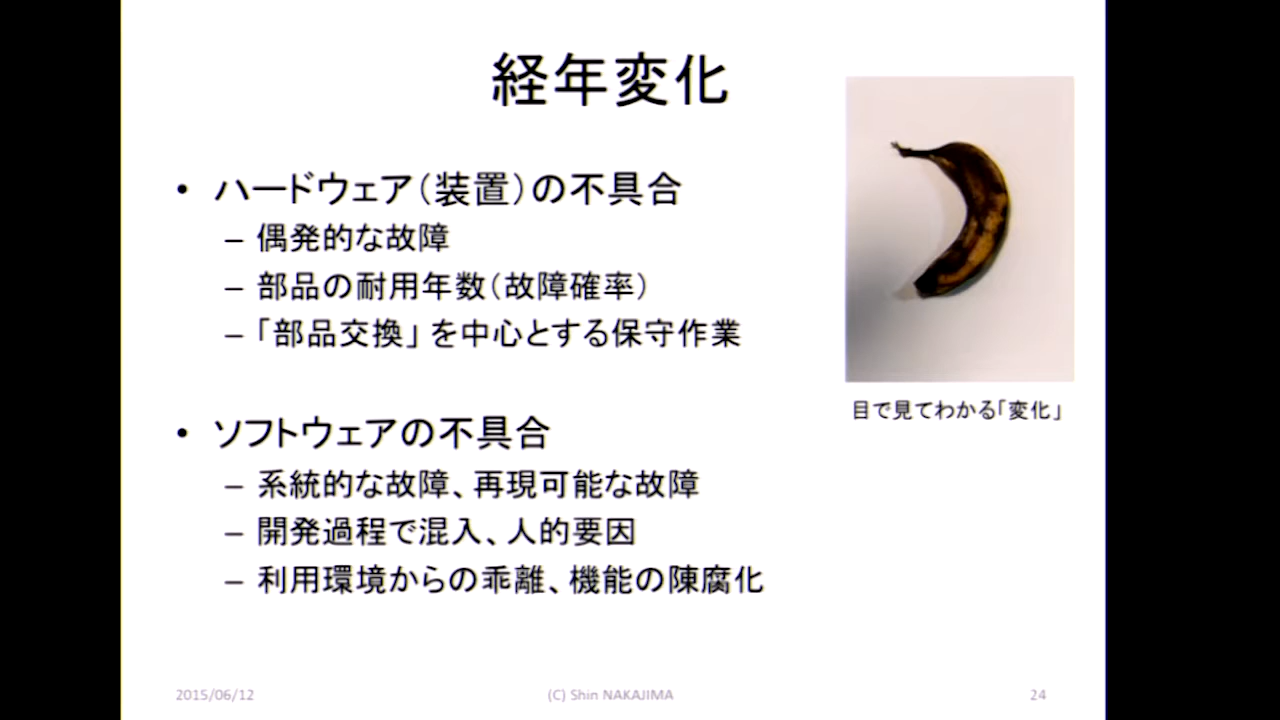 経年変化
• ハードウェア（装置）の不具合
– 偶発的な故障
– 部品の耐用年数（故障確率）
– 「部品交換」を中心とする保守作業
目で見てわかる「変化」
• ソフトウェアの不具合
– 系統的な故障、再現可能な故障
– 開発過程で混入、人的要因
– 利用環境からの乖離、機能の陳腐化
2015/06/12
(C) Shin NAKAJIMA
24